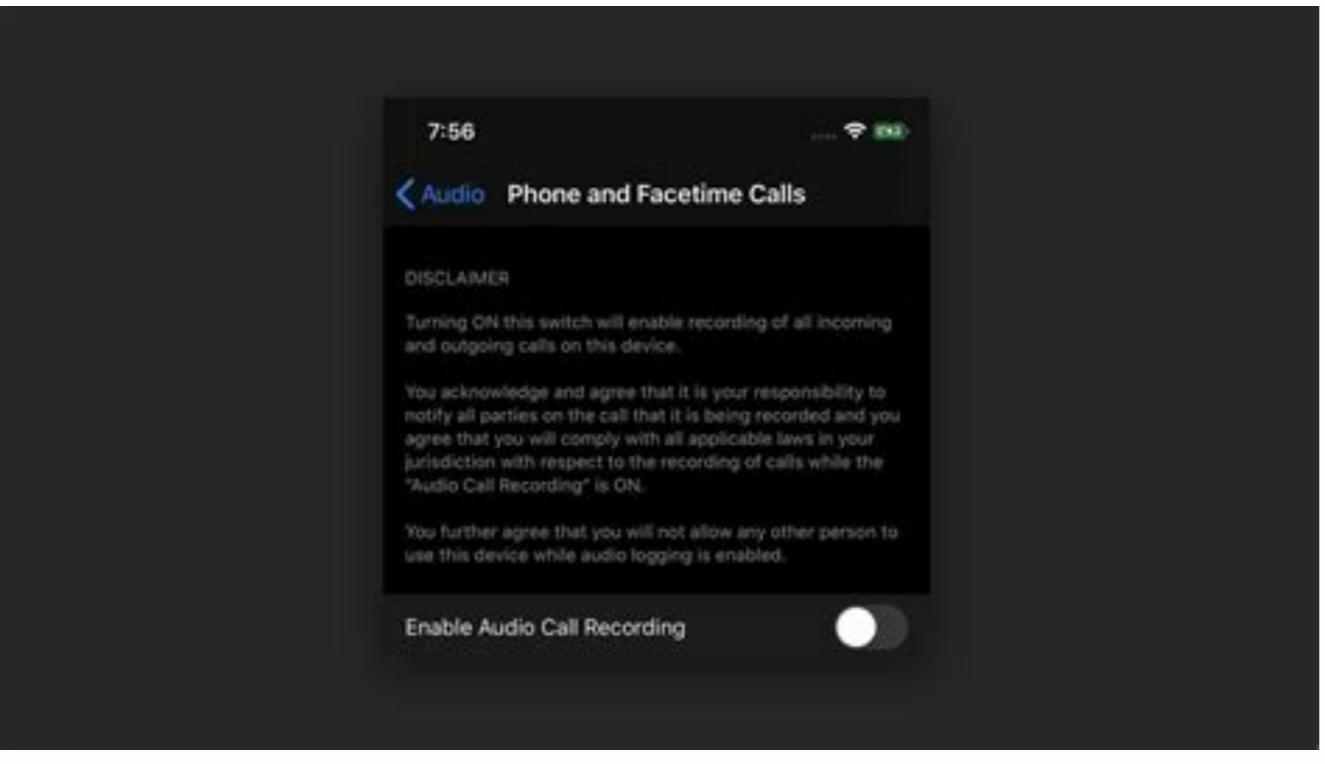 7:56
Audio Phone and Facetime Calls
DISCLAIMER
Turning ON this switch will enable recording of all incoming
and outgoing calls on this device.
You acknowledge and agree that it is your responsibility to
notify all parties on the call that it is being recorded and you
agree that you will comply with all applicable laws in your
jurisdiction with respect to the recording of calls while the
"Audio Call Recording" is ON.
You further agree that you will not allow any other person to
use this device while audio logging is enabled.
Enable Audio Call Recording